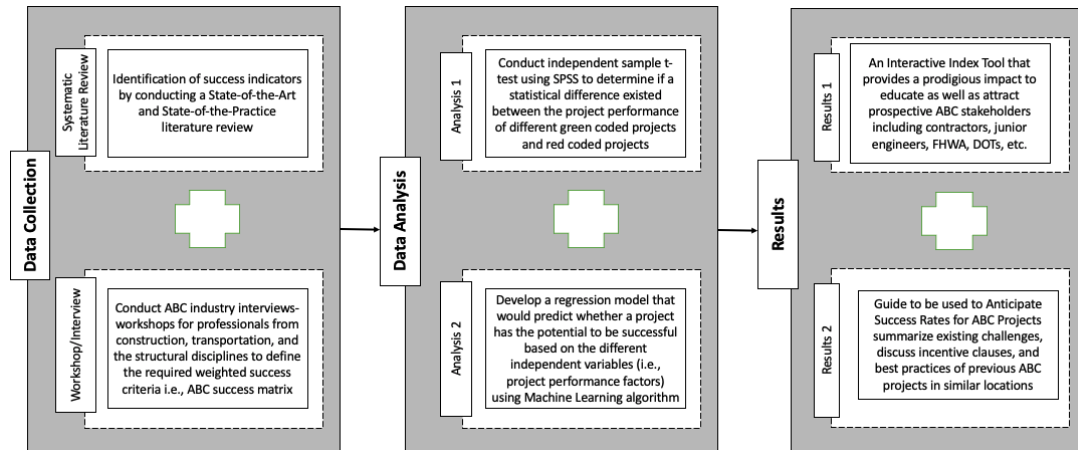 Data Collection
Systematic
Literature Review
Identification of success indicators
by conducting a State-of-the-Art
and State-of-the-Practice
literature review
Workshop/Interview
Conduct ABC industry interviews-
workshops for professionals from
construction, transportation, and
the structural disciplines to define
the required weighted success
criteria i.e., ABC success matrix
Data Analysis
Analysis 1
Conduct independent sample t-
test using SPSS to determine if a
statistical difference existed
between the project performance
of different green coded projects
and red coded projects
Analysis 2
Develop a regression model that
would predict whether a project
has the potential to be successful
based on the different
independent variables (i.e.,
project performance factors)
using Machine Learning algorithm
Results
Results 1
An Interactive Index Tool that
provides a prodigious impact to
educate as well as attract
prospective ABC stakeholders
including contractors, junior
engineers, FHWA, DOTs, etc.
Results 2
Guide to be used to Anticipate
Success Rates for ABC Projects
summarize existing challenges,
discuss incentive clauses, and
best practices of previous ABC
projects in similar locations